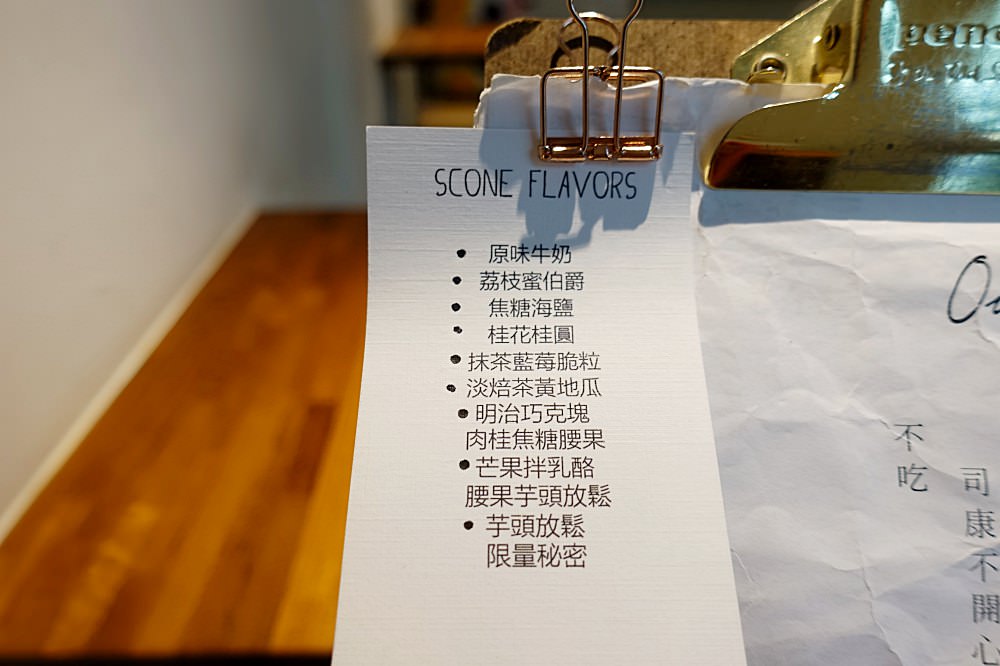 SCONE FLAVORS
• 原味牛奶
• 荔枝蜜伯爵
• 焦糖海鹽
• 桂花桂圓
• 抹茶藍莓脆粒
• 淡焙茶黃地瓜
• 明治巧克塊
肉桂焦糖腰果
• 芒果拌乳酪
腰果芋頭放鬆
• 芋頭放鬆
限量秘密
司康不開心
不吃